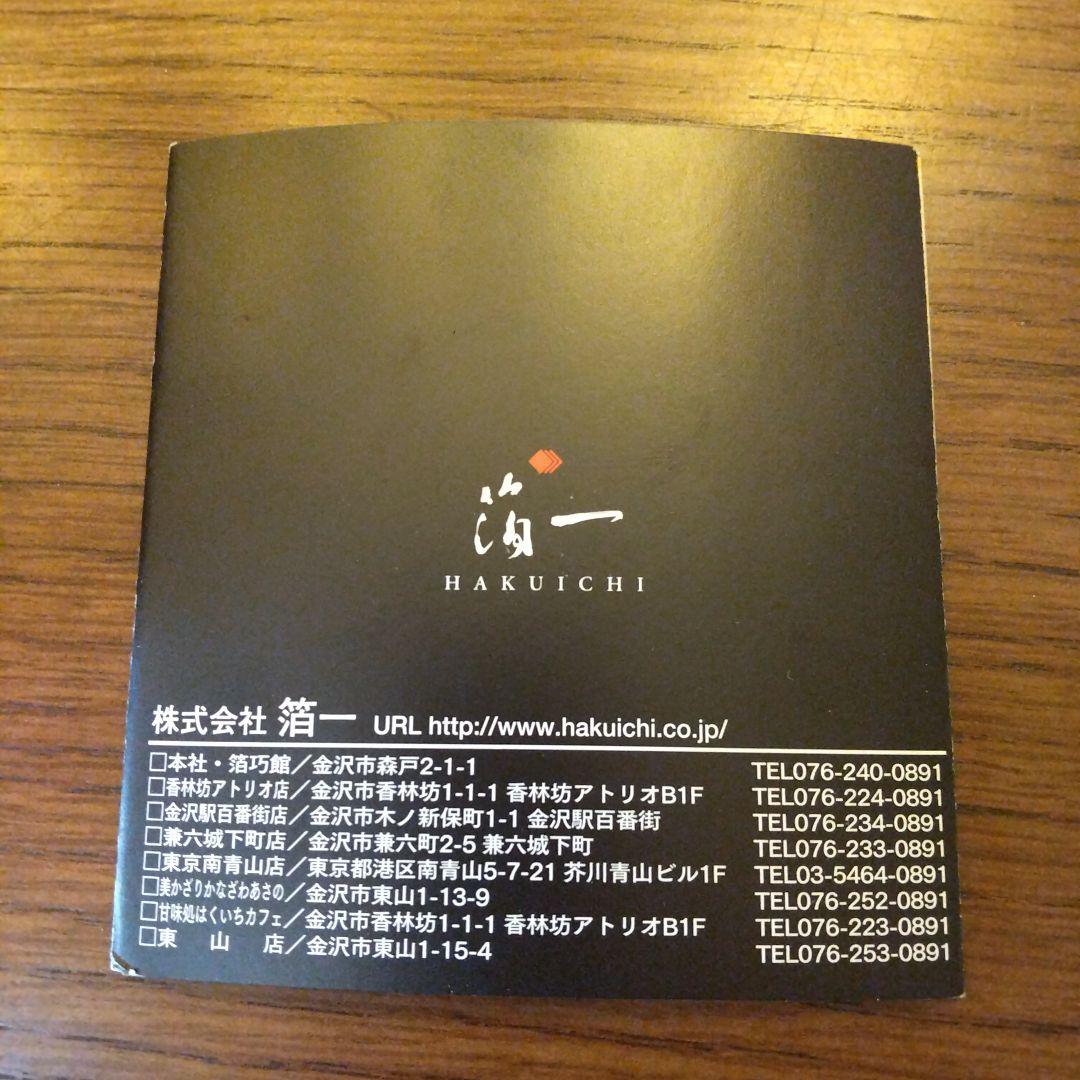 箔一
HAKUICHI
株式会社 箔一 URL http://www.hakuichi.co.jp/
□本社・箔巧館／金沢市森戸2-1-1 TEL076-240-0891
□香林坊アトリオ店／金沢市香林坊1-1-1 香林坊アトリオB1F TEL076-224-0891
□金沢駅百番街店／金沢市木ノ新保町1-1 金沢駅百番街 TEL076-234-0891
□兼六城下町店／金沢市兼六町2-5 兼六城下町 TEL076-233-0891
□東京南青山店／東京都港区南青山5-7-21 芥川青山ビル1F TEL03-5464-0891
□美かざりかなざわあさの／金沢市東山1-13-9 TEL076-252-0891
□甘味処はくいちカフェ／金沢市香林坊1-1-1 香林坊アトリオB1F TEL076-223-0891
□東 山 店／金沢市東山1-15-4 TEL076-253-0891